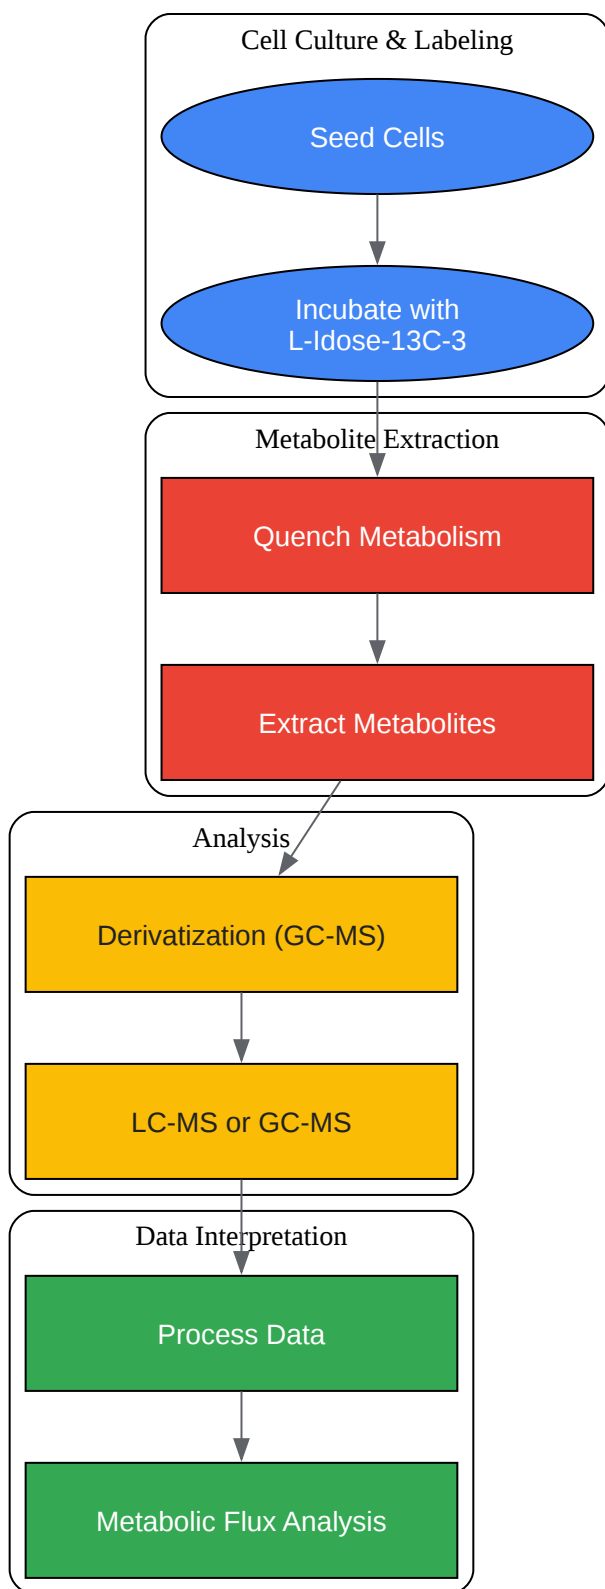 Cell Culture & Labeling
Seed Cells
Incubate with
L-Idose-13C-3
Metabolite Extraction
Quench Metabolism
Extract Metabolites
Analysis
Derivatization (GC-MS)
LC-MS or GC-MS
Data Interpretation
Process Data
Metabolic Flux Analysis